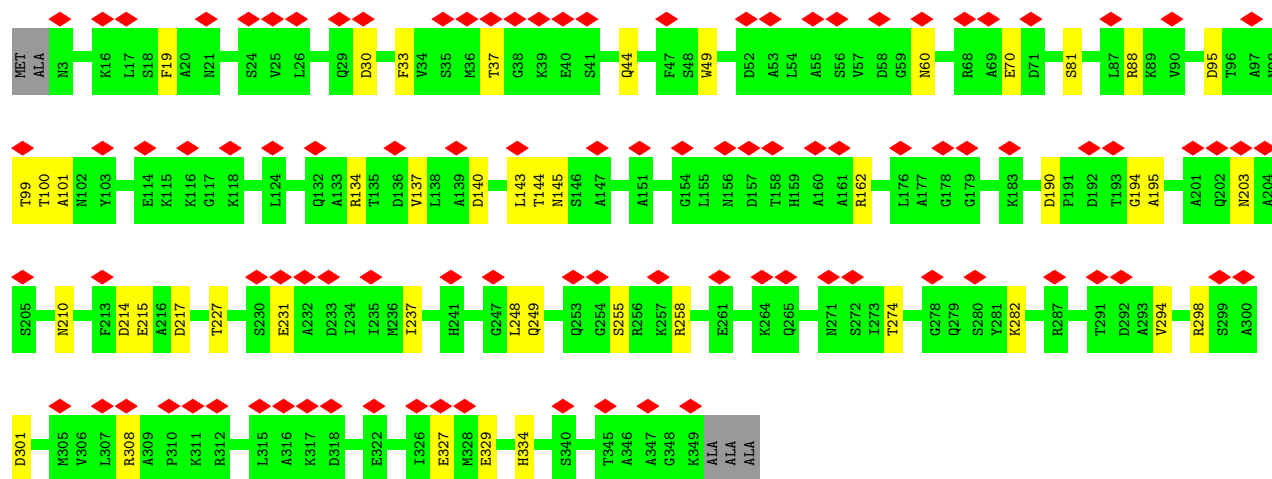 MET ALA N3 K16 L17 S18 F19 A20 N21 S24 V25 L26 Q29 D30 F33 V34 S35 M36 T37 G38 K39 E40 S41 Q44 F47 S48 W49 D52 A53 L54 A55 S56 V57 D58 G59 N60 R68 A69 E70 D71 S81 L87 R88 K89 V90 D95 T96 A97
T99 T100 A101 N102 Y103 E114 K115 K116 G117 K118 L124 Q132 A133 R134 T135 D136 V137 L138 A139 D140 L143 T144 N145 S146 A147 A151 G154 L155 N156 D157 T158 H159 A160 A161 R162 L176 A177 G178 G179 K183 D190 P191 D192 T193 G194 A195 A201 Q202 N203 A204
S205 N210 F213 D214 E215 A216 D217 T227 S230 E231 A232 D233 I234 I235 M236 I237 H241 G247 L248 Q249 Q253 G254 S255 R256 K257 R258 E261 K264 Q265 N271 S272 I273 T274 G278 Q279 S280 Y281 K282 R287 T291 D292 A293 V294 R298 S299 A300
D301 M305 V306 L307 R308 A309 P310 K311 R312 L315 A316 K317 D318 E322 I326 E327 M328 E329 H334 S340 T345 A346 A347 G348 K349 ALA ALA ALA